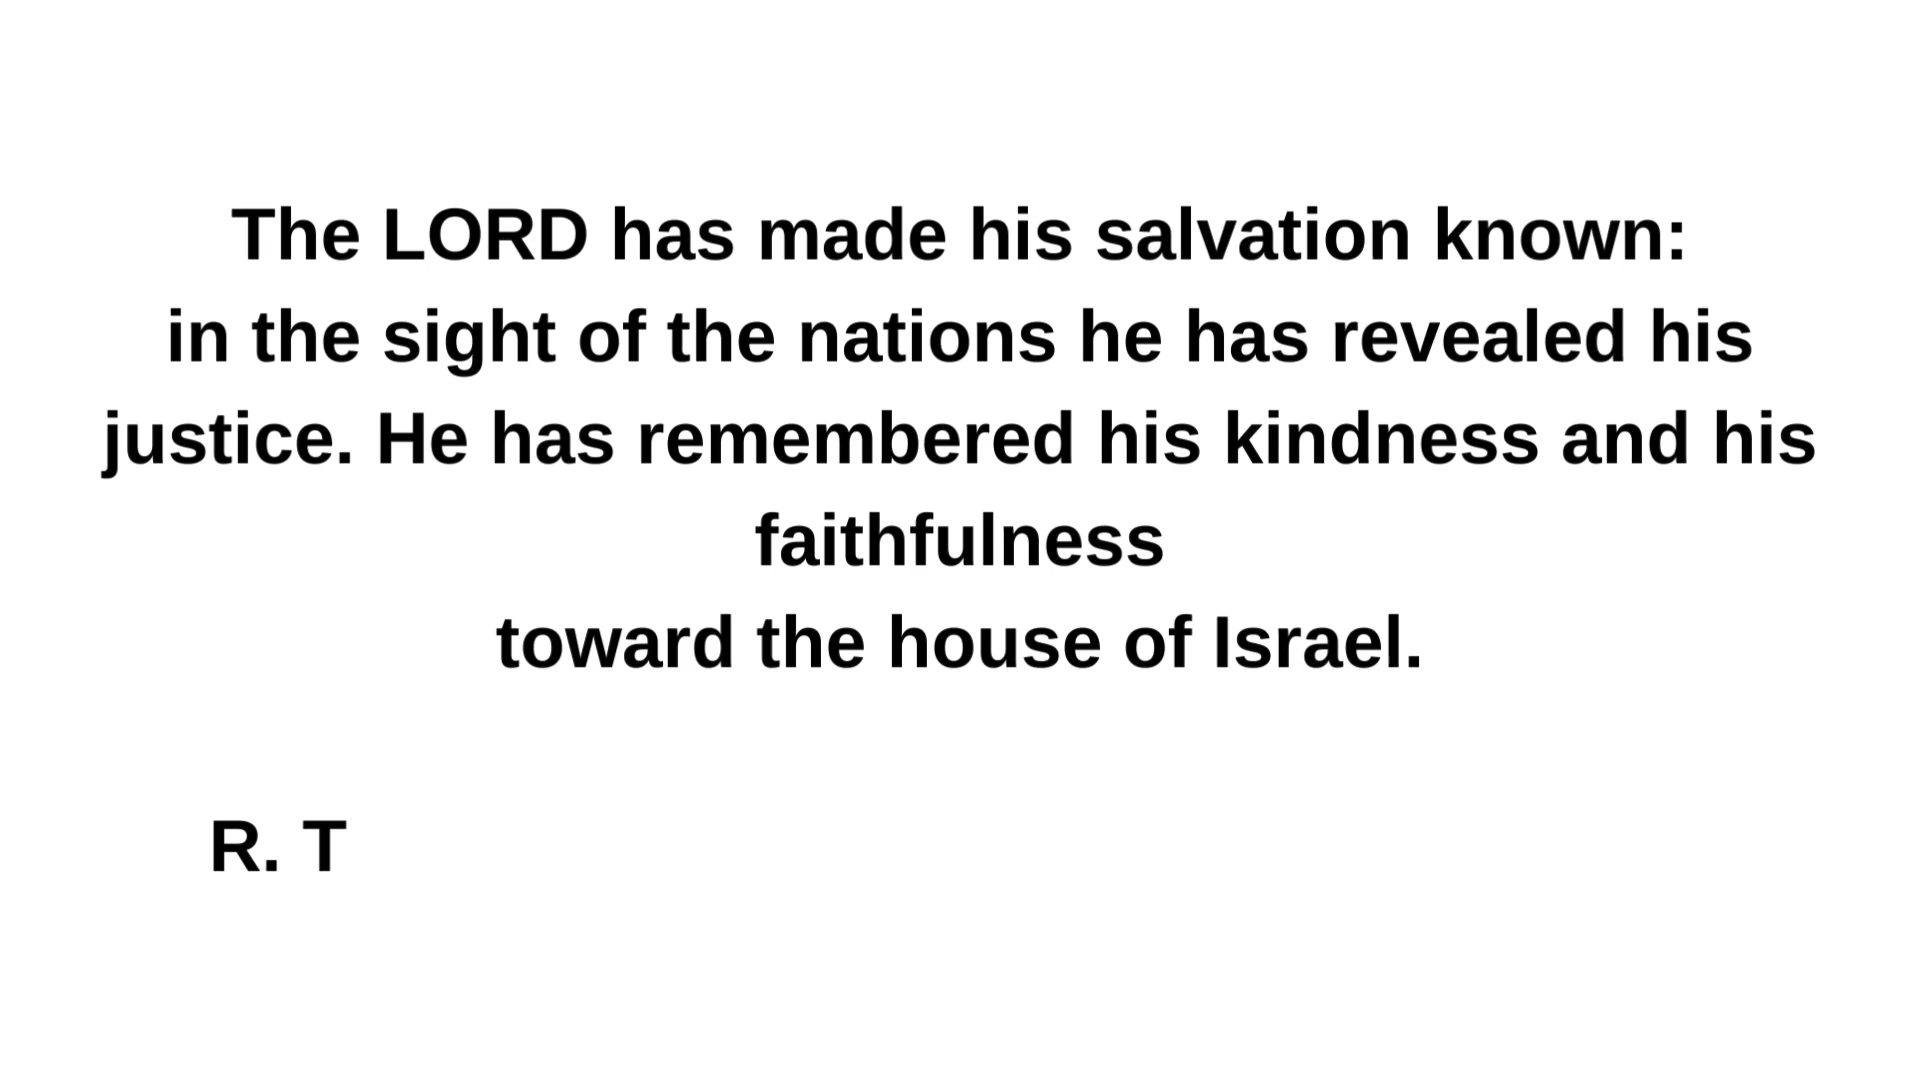 The LORD has made his salvation known:
in the sight of the nations he has revealed his
justice. He has remembered his kindness and his
faithfulness
toward the house of Israel.
R. T